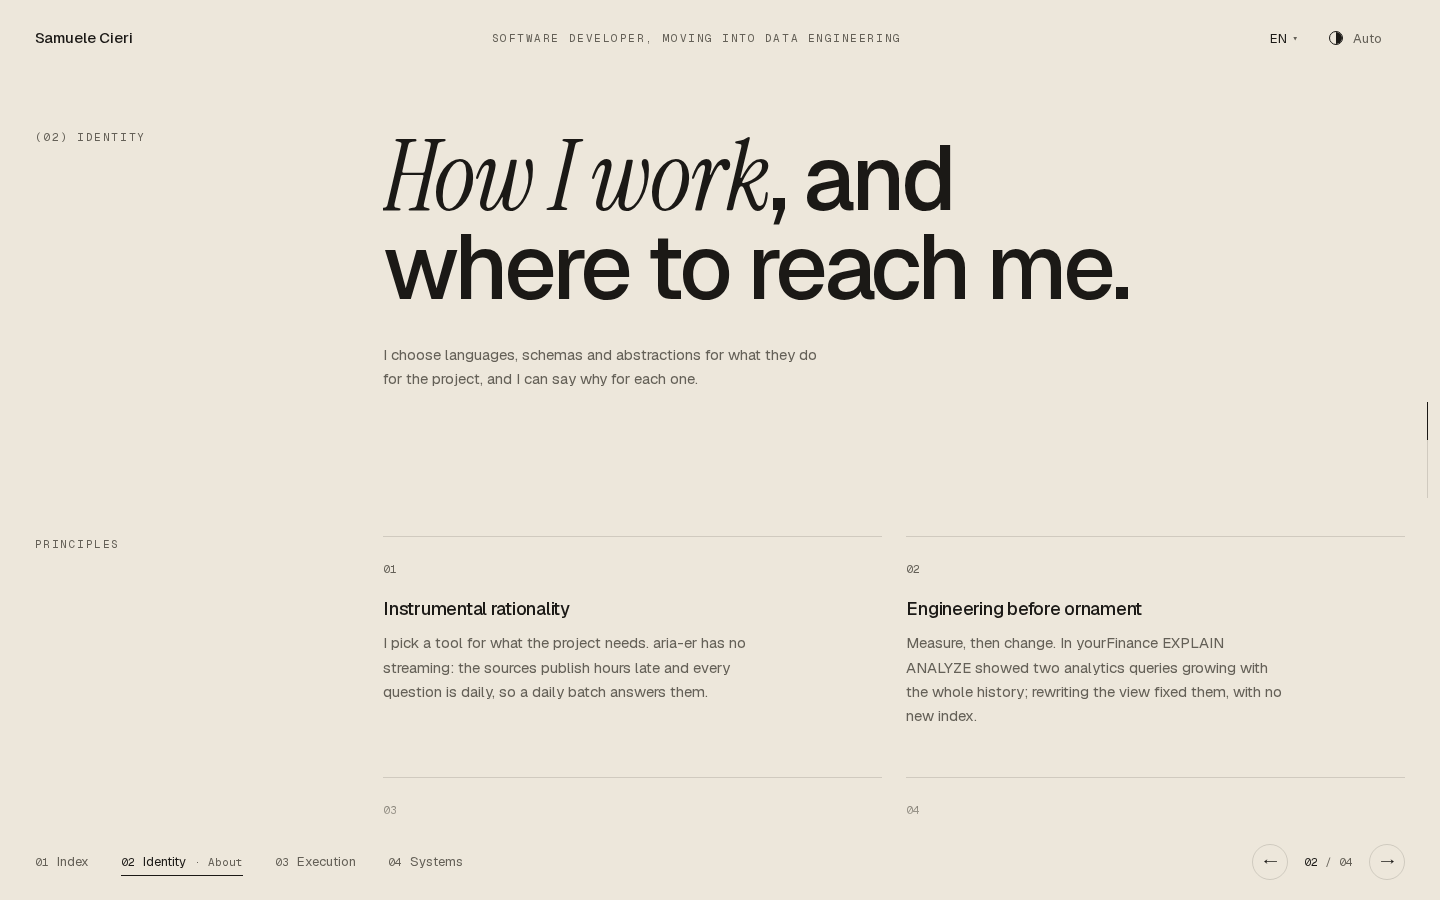 Samuele Cieri
SOFTWARE DEVELOPER, MOVING INTO DATA ENGINEERING
EN ▾
Auto
(02) IDENTITY
How I work, and
where to reach me.
I choose languages, schemas and abstractions for what they do
for the project, and I can say why for each one.
PRINCIPLES
01
Instrumental rationality
I pick a tool for what the project needs. aria-er has no
streaming: the sources publish hours late and every
question is daily, so a daily batch answers them.
02
Engineering before ornament
Measure, then change. In yourFinance EXPLAIN
ANALYZE showed two analytics queries growing with
the whole history; rewriting the view fixed them, with no
new index.
03
04
01 Index
02 Identity · About
03 Execution
04 Systems
← 02 / 04 →